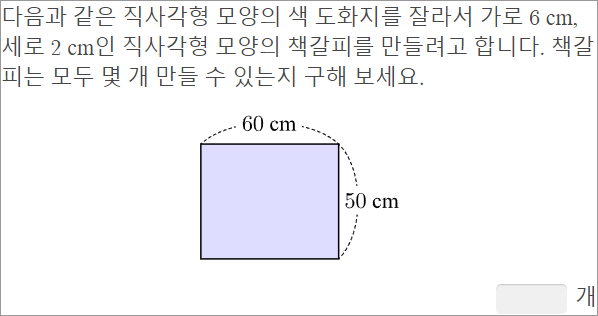 다음과 같은 직사각형 모양의 색 도화지를 잘라서 가로 6 cm,
세로 2 cm인 직사각형 모양의 책갈피를 만들려고 합니다. 책갈
피는 모두 몇 개 만들 수 있는지 구해 보세요.
60 cm
50 cm
개